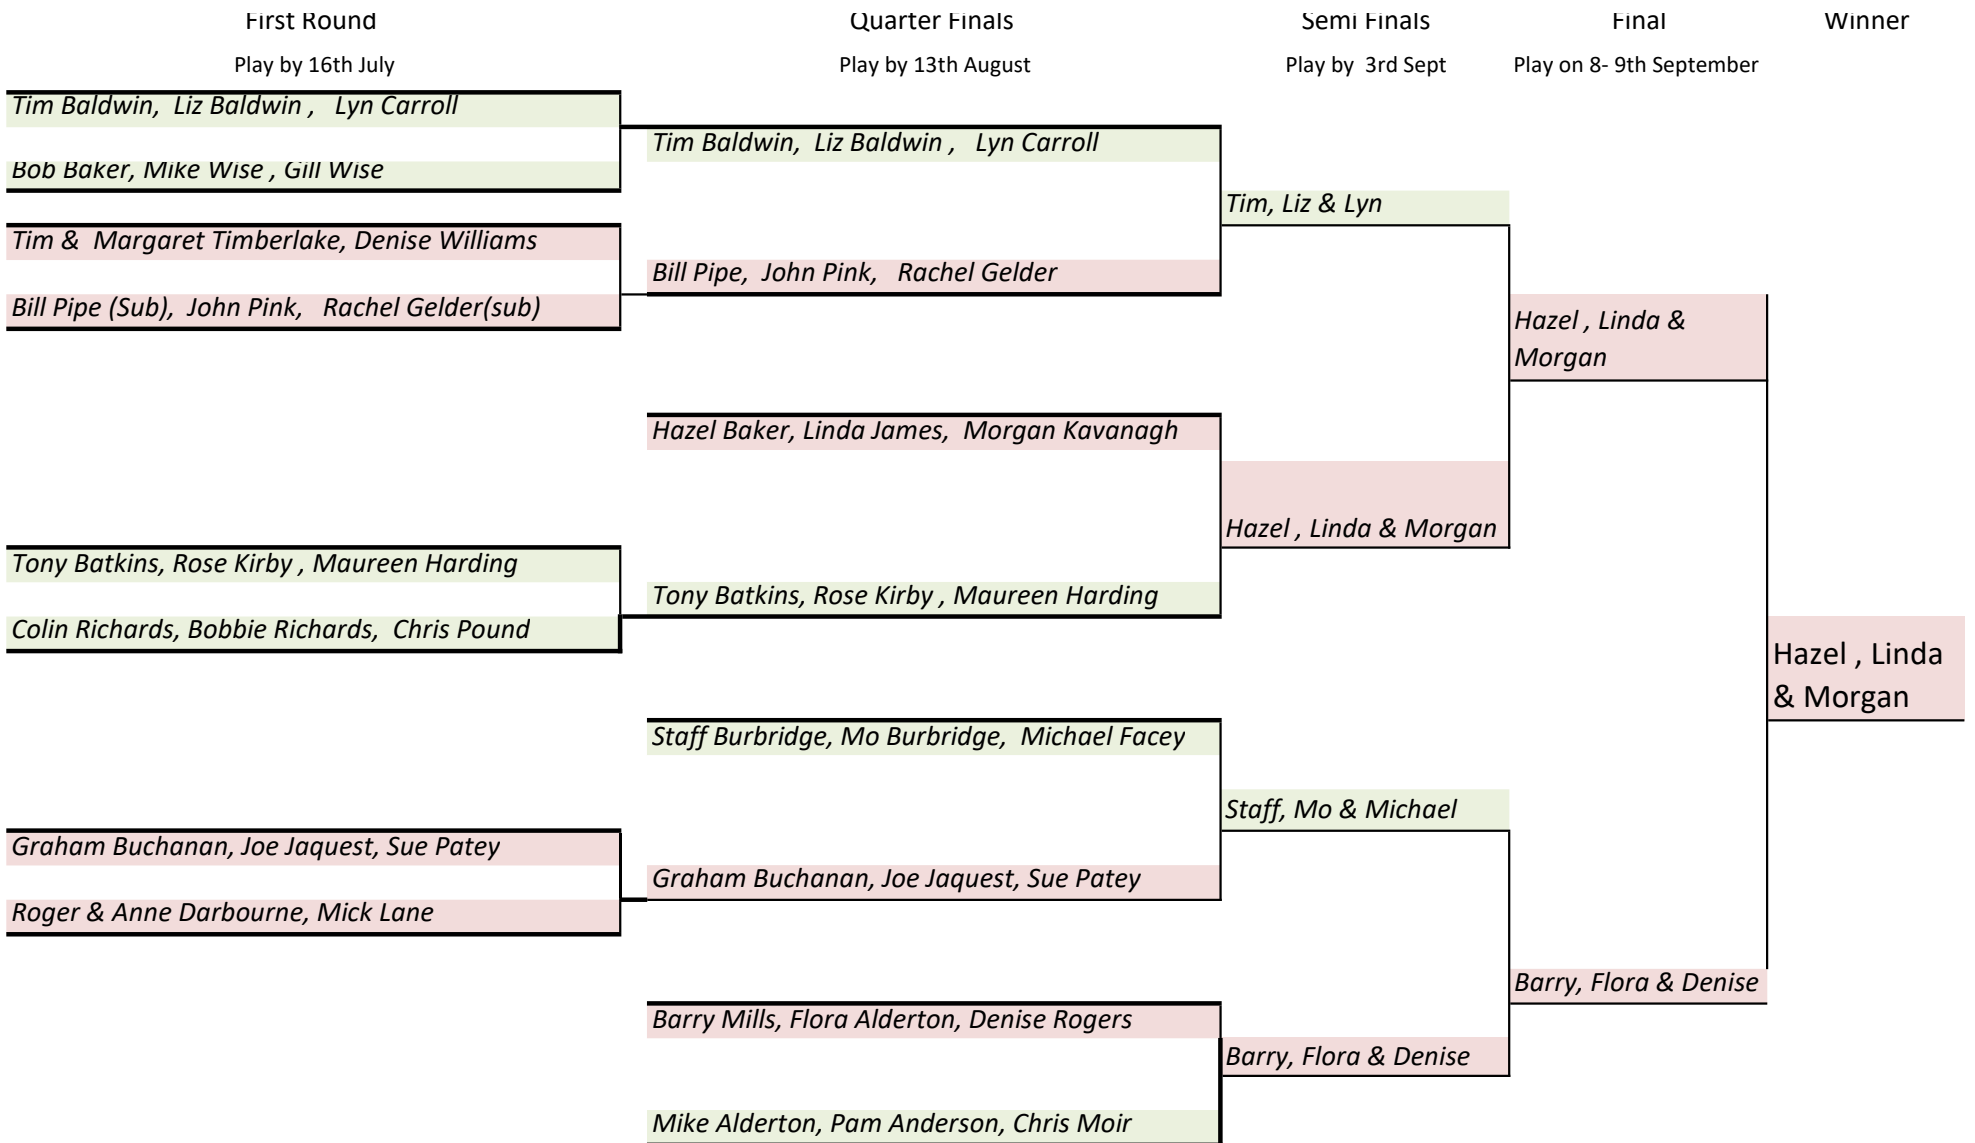 First Round
Quarter Finals
Semi Finals
Final
Winner
Play by 16th July
Play by 13th August
Play by  3rd Sept
Play on 8- 9th September
Tim Baldwin,  Liz Baldwin ,   Lyn Carroll
Bob Baker, Mike Wise , Gill Wise
Tim &  Margaret Timberlake, Denise Williams
Bill Pipe (Sub),  John Pink,   Rachel Gelder(sub)
Tony Batkins, Rose Kirby , Maureen Harding
Colin Richards, Bobbie Richards,  Chris Pound
Graham Buchanan, Joe Jaquest, Sue Patey
Roger & Anne Darbourne, Mick Lane
Tim Baldwin,  Liz Baldwin ,   Lyn Carroll
Bill Pipe,  John Pink,   Rachel Gelder
Hazel Baker, Linda James,  Morgan Kavanagh
Tony Batkins, Rose Kirby , Maureen Harding
Staff Burbridge, Mo Burbridge,  Michael Facey
Graham Buchanan, Joe Jaquest, Sue Patey
Barry Mills, Flora Alderton, Denise Rogers
Mike Alderton, Pam Anderson, Chris Moir
Tim, Liz & Lyn
Hazel , Linda & Morgan
Staff, Mo & Michael
Barry, Flora & Denise
Hazel , Linda &
Morgan
Barry, Flora & Denise
Hazel , Linda
& Morgan